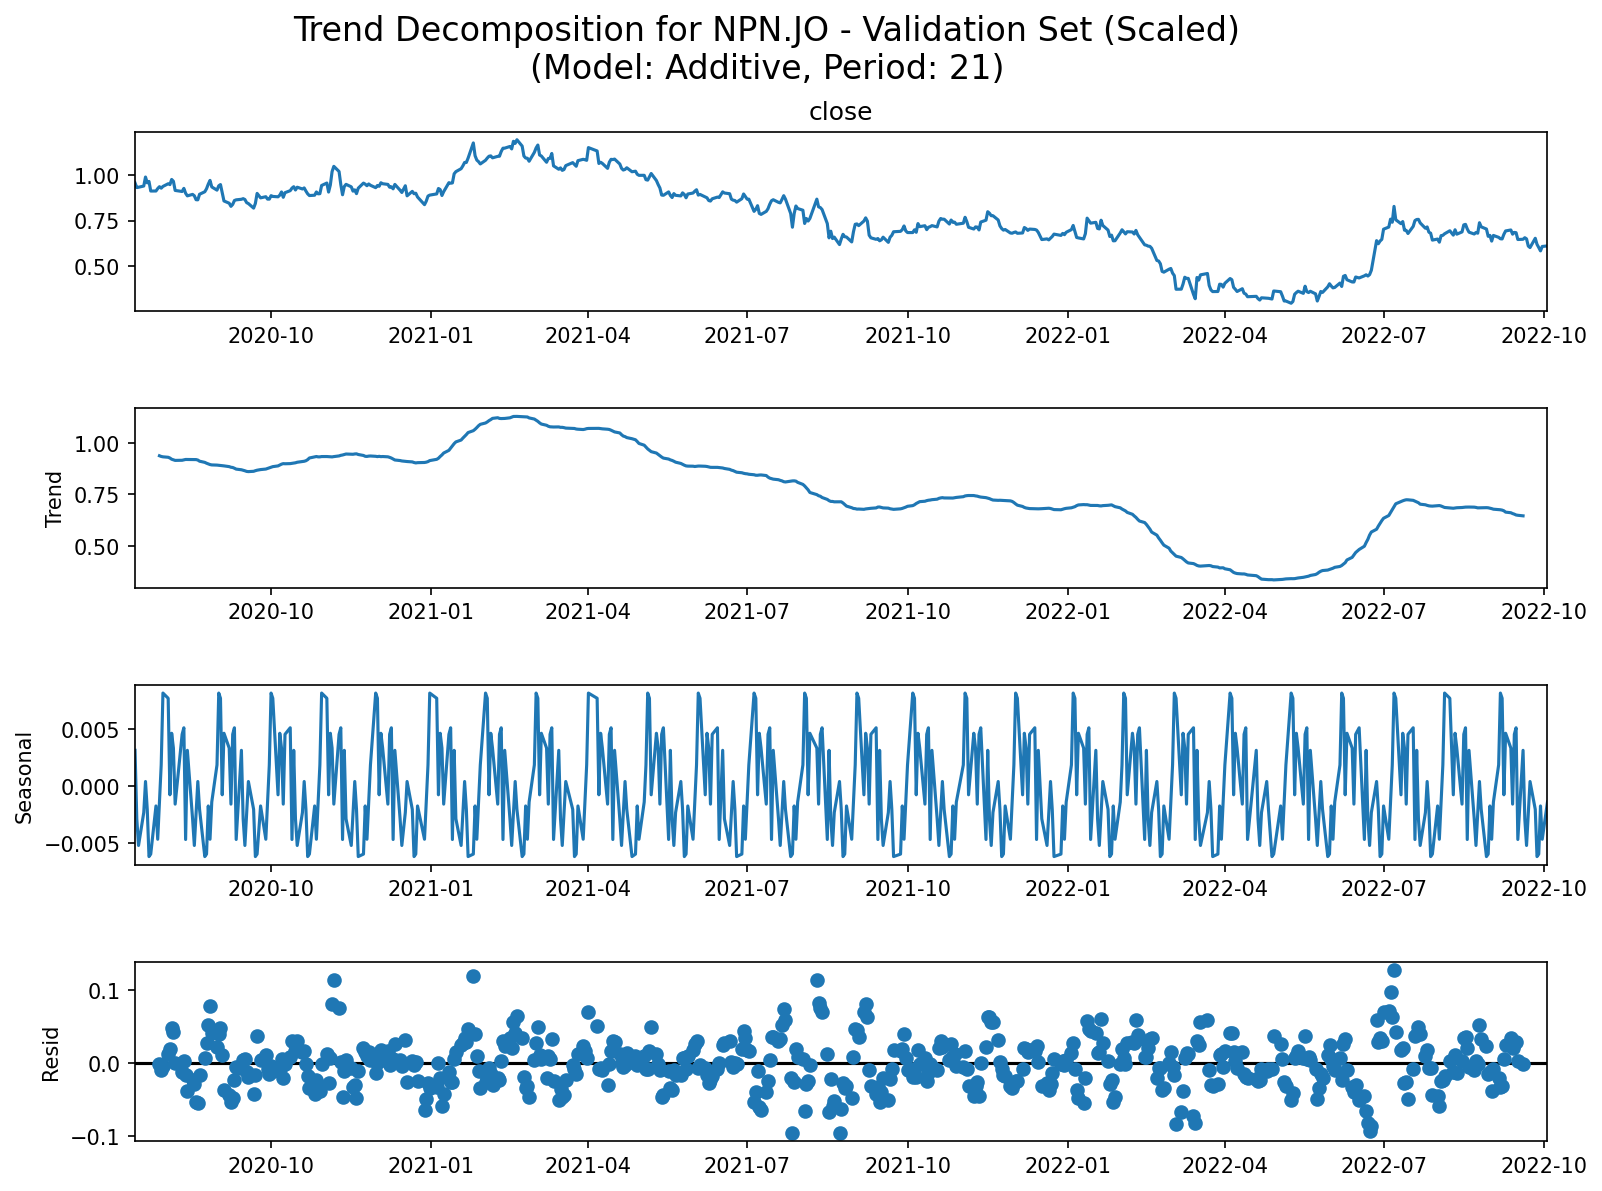 Trend Decomposition for NPN.JO - Validation Set (Scaled)
(Model: Additive, Period: 21)
close
1.00
0.75
0.50
2020-10 2021-01 2021-04 2021-07 2021-10 2022-01 2022-04 2022-07 2022-10
Trend
1.00
0.75
0.50
2020-10 2021-01 2021-04 2021-07 2021-10 2022-01 2022-04 2022-07 2022-10
Seasonal
0.005
0.000
−0.005
2020-10 2021-01 2021-04 2021-07 2021-10 2022-01 2022-04 2022-07 2022-10
Resid
0.1
0.0
−0.1
2020-10 2021-01 2021-04 2021-07 2021-10 2022-01 2022-04 2022-07 2022-10